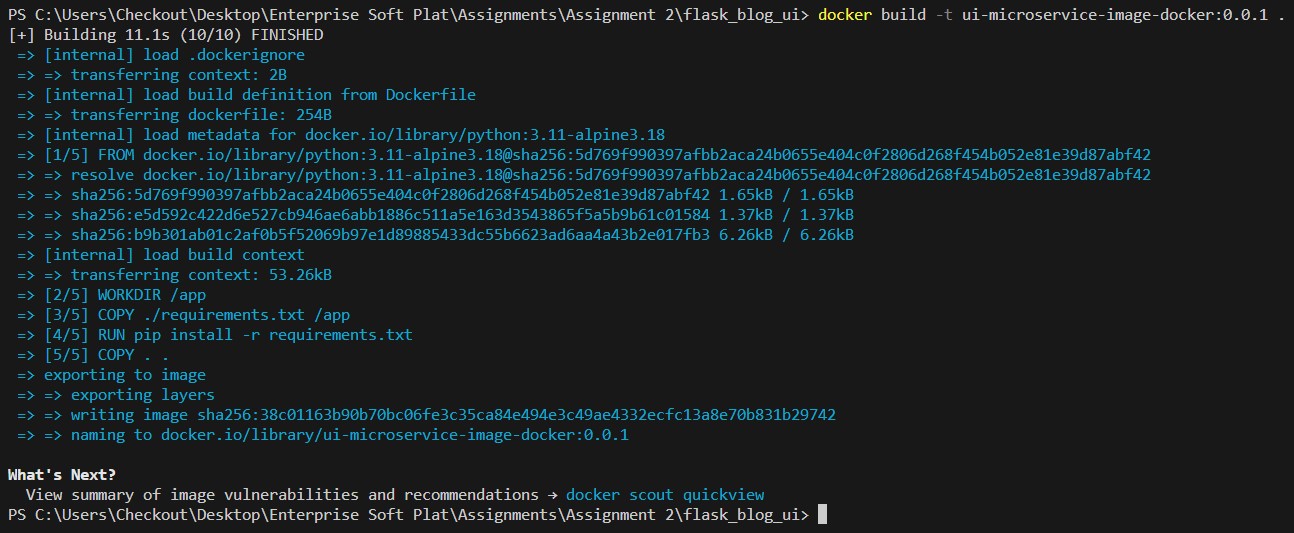 PS C:\Users\Checkout\Desktop\Enterprise Soft Plat\Assignments\Assignment 2\flask_blog_ui> docker build -t ui-microservice-image-docker:0.0.1 .
[+] Building 11.1s (10/10) FINISHED
=> [internal] load .dockerignore
=> => transferring context: 2B
=> [internal] load build definition from Dockerfile
=> => transferring dockerfile: 254B
=> [internal] load metadata for docker.io/library/python:3.11-alpine3.18
=> [1/5] FROM docker.io/library/python:3.11-alpine3.18@sha256:5d769f990397afbb2aca24b0655e404c0f2806d268f454b052e81e39d87abf42
=> => resolve docker.io/library/python:3.11-alpine3.18@sha256:5d769f990397afbb2aca24b0655e404c0f2806d268f454b052e81e39d87abf42
=> => sha256:5d769f990397afbb2aca24b0655e404c0f2806d268f454b052e81e39d87abf42 1.65kB / 1.65kB
=> => sha256:e5d592c422d6e527cb946ae6abb1886c511a5e163d3543865f5a5b9b61c01584 1.37kB / 1.37kB
=> => sha256:b9b301ab01c2af0b5f52069b97e1d89885433dc55b6623ad6aa4a43b2e017fb3 6.26kB / 6.26kB
=> [internal] load build context
=> => transferring context: 53.26kB
=> [2/5] WORKDIR /app
=> [3/5] COPY ./requirements.txt /app
=> [4/5] RUN pip install -r requirements.txt
=> [5/5] COPY . .
=> exporting to image
=> => exporting layers
=> => writing image sha256:38c01163b90b70bc06fe3c35ca84e494e3c49ae4332ecfc13a8e70b831b29742
=> => naming to docker.io/library/ui-microservice-image-docker:0.0.1
What's Next?
View summary of image vulnerabilities and recommendations → docker scout quickview
PS C:\Users\Checkout\Desktop\Enterprise Soft Plat\Assignments\Assignment 2\flask_blog_ui>